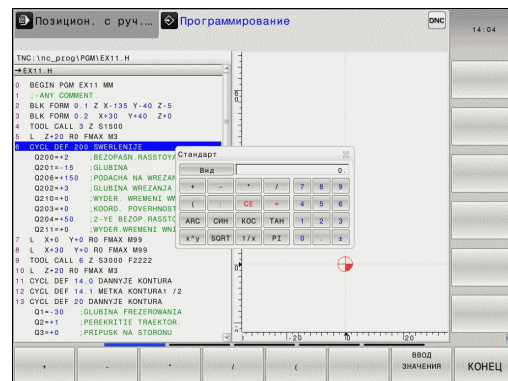 Позицион. с руч.... Программирование
DNC
14:04
TNC:\nc_prog\PGM\EX11.H
→EX11.H
0 BEGIN PGM EX11 MM
1 ;-ANY COMMENT
2 BLK FORM 0.1 Z X-135 Y-40 Z-5
3 BLK FORM 0.2 X+30 Y+40 Z+0
4 TOOL CALL 3 Z S1500
5 L Z+20 R0 FMAX M3
6 CYCL DEF 200 SWERLENIJE
Q200=+2 ;BEZOPASN.RASSTOYA
Q201=-15 ;GLUBINA
Q206=+150 ;PODACHA NA WREZAN
Q202=+3 ;GLUBINA WREZANJA
Q210=+0 ;WYDER. WREMENI WW
Q203=+0 ;KOORD. POVERHNOST
Q204=+50 ;2-YE BEZOP.RASSTO
Q211=+0 ;WYDER.WREMENI WNI
7 L X+0 Y+0 R0 FMAX M99
8 L X+30 Y+0 R0 FMAX M99
9 TOOL CALL 6 Z S3000 F2222
10 L Z+20 R0 FMAX M3
11 CYCL DEF 14.0 DANNYJE KONTURA
12 CYCL DEF 14.1 METKA KONTURA1 /2
13 CYCL DEF 20 DANNYJE KONTURA
Q1=-30 ;GLUBINA FREZEROWANIA
Q2=+1 ;PEREKRITIE TRAEKTOR.
Q3=+0 ;PRIPUSK NA STORONU
Стандарт
Вид 0.
+ - * / 7 8 9
( ) CE = 4 5 6
ARC СИН КОС ТАН 1 2 3
x^y SQRT 1/x PI 0 . ±
-20 0 20
+ - * / ( ) ВВОД ЗНАЧЕНИЯ КОНЕЦ